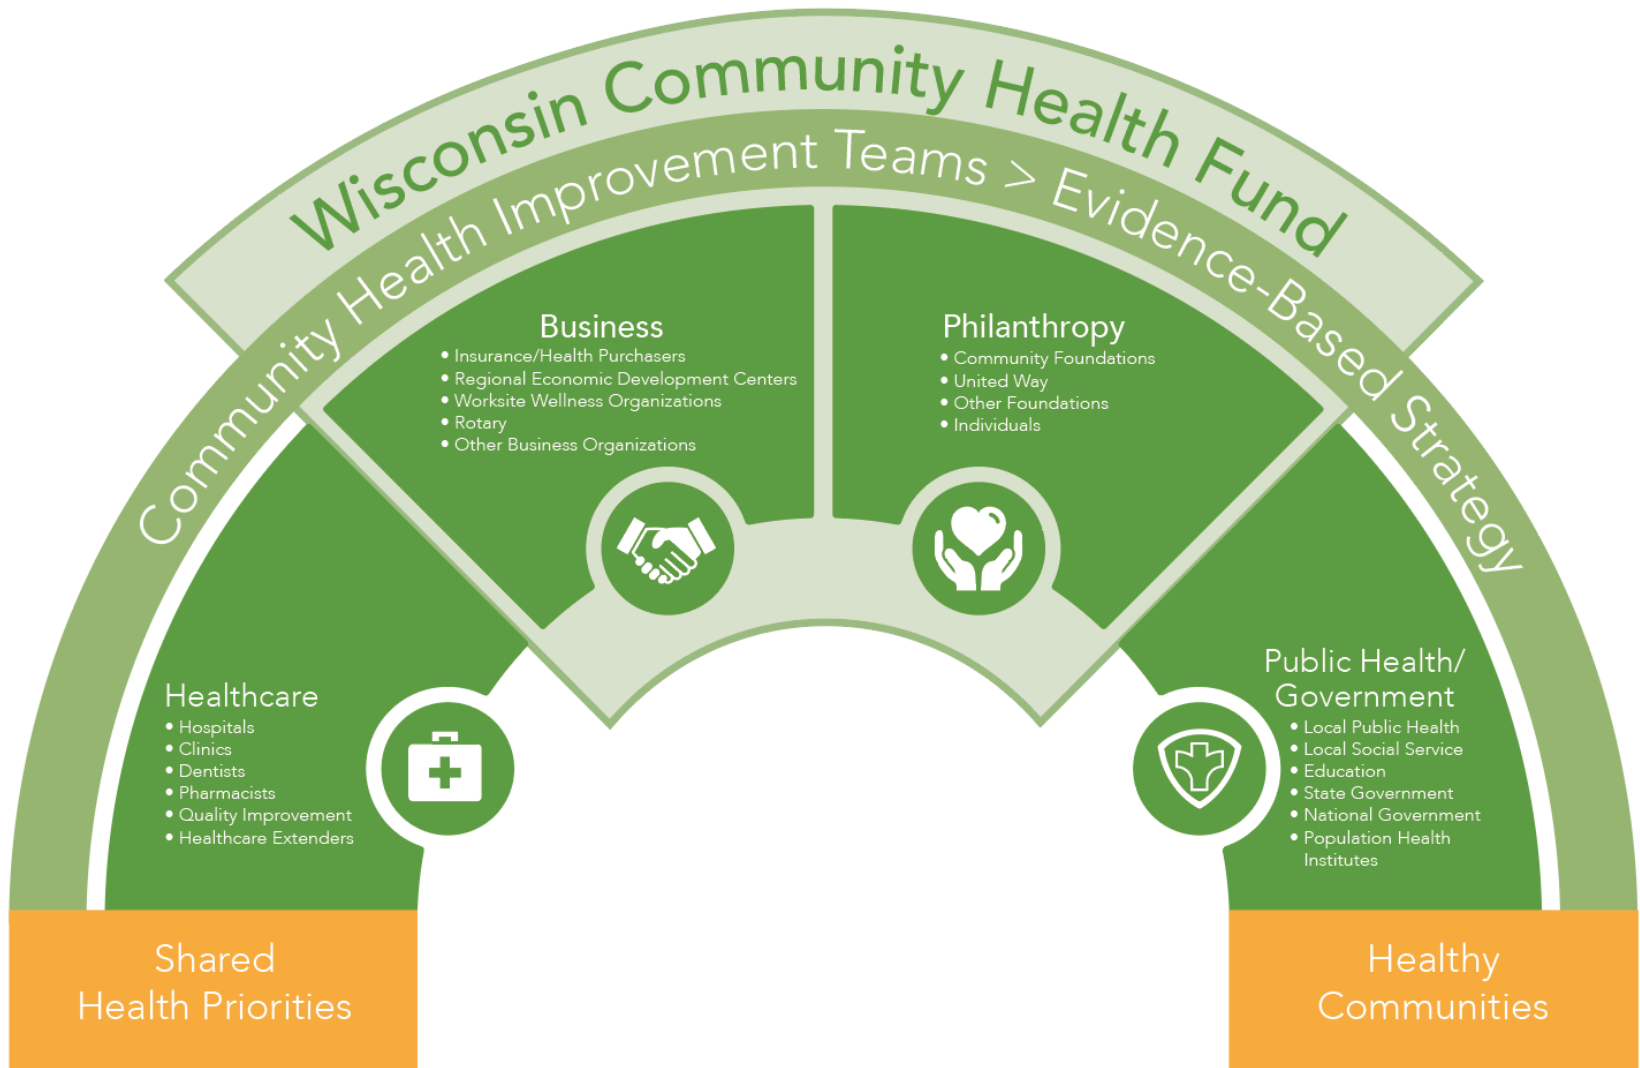 Wisconsin Community Health Fund
Community Health Improvement Teams > Evidence-Based Strategy
Business
• Insurance/Health Purchasers
• Regional Economic Development Centers
• Worksite Wellness Organizations
• Rotary
• Other Business Organizations
Philanthropy
• Community Foundations
• United Way
• Other Foundations
• Individuals
Healthcare
• Hospitals
• Clinics
• Dentists
• Pharmacists
• Quality Improvement
• Healthcare Extenders
Public Health/
Government
• Local Public Health
• Local Social Service
• Education
• State Government
• National Government
• Population Health
Institutes
Shared
Health Priorities
Healthy
Communities